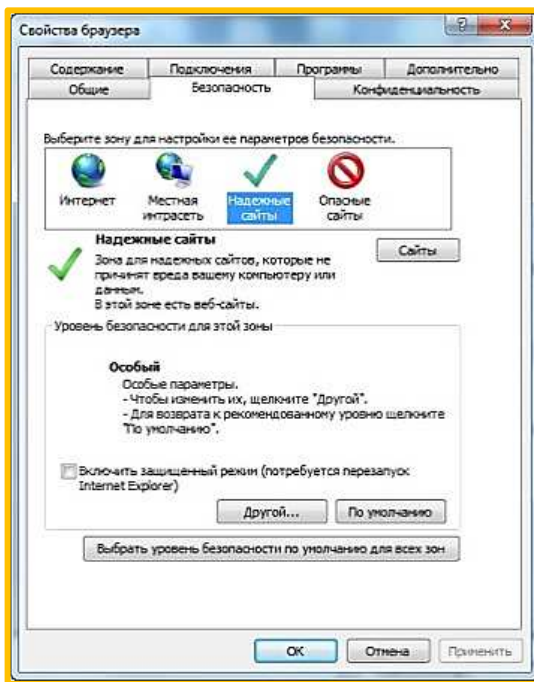 Свойства браузера
Содержание Подключения Программы Дополнительно
Общие Безопасность Конфиденциальность
Выберите зону для настройки ее параметров безопасности.
Интернет Местная интрасеть Надежные сайты Опасные сайты
Надежные сайты
Сайты
Зона для надежных сайтов, которые не
причинят вреда вашему компьютеру или
данным.
В этой зоне есть веб-сайты.
Уровень безопасности для этой зоны
Особый
Особые параметры.
- Чтобы изменить их, щелкните "Другой".
- Для возврата к рекомендованному уровню щелкните
"По умолчанию".
Включить защищенный режим (потребуется перезапуск
Internet Explorer)
Другой... По умолчанию
Выбрать уровень безопасности по умолчанию для всех зон
OK Отмена Применить